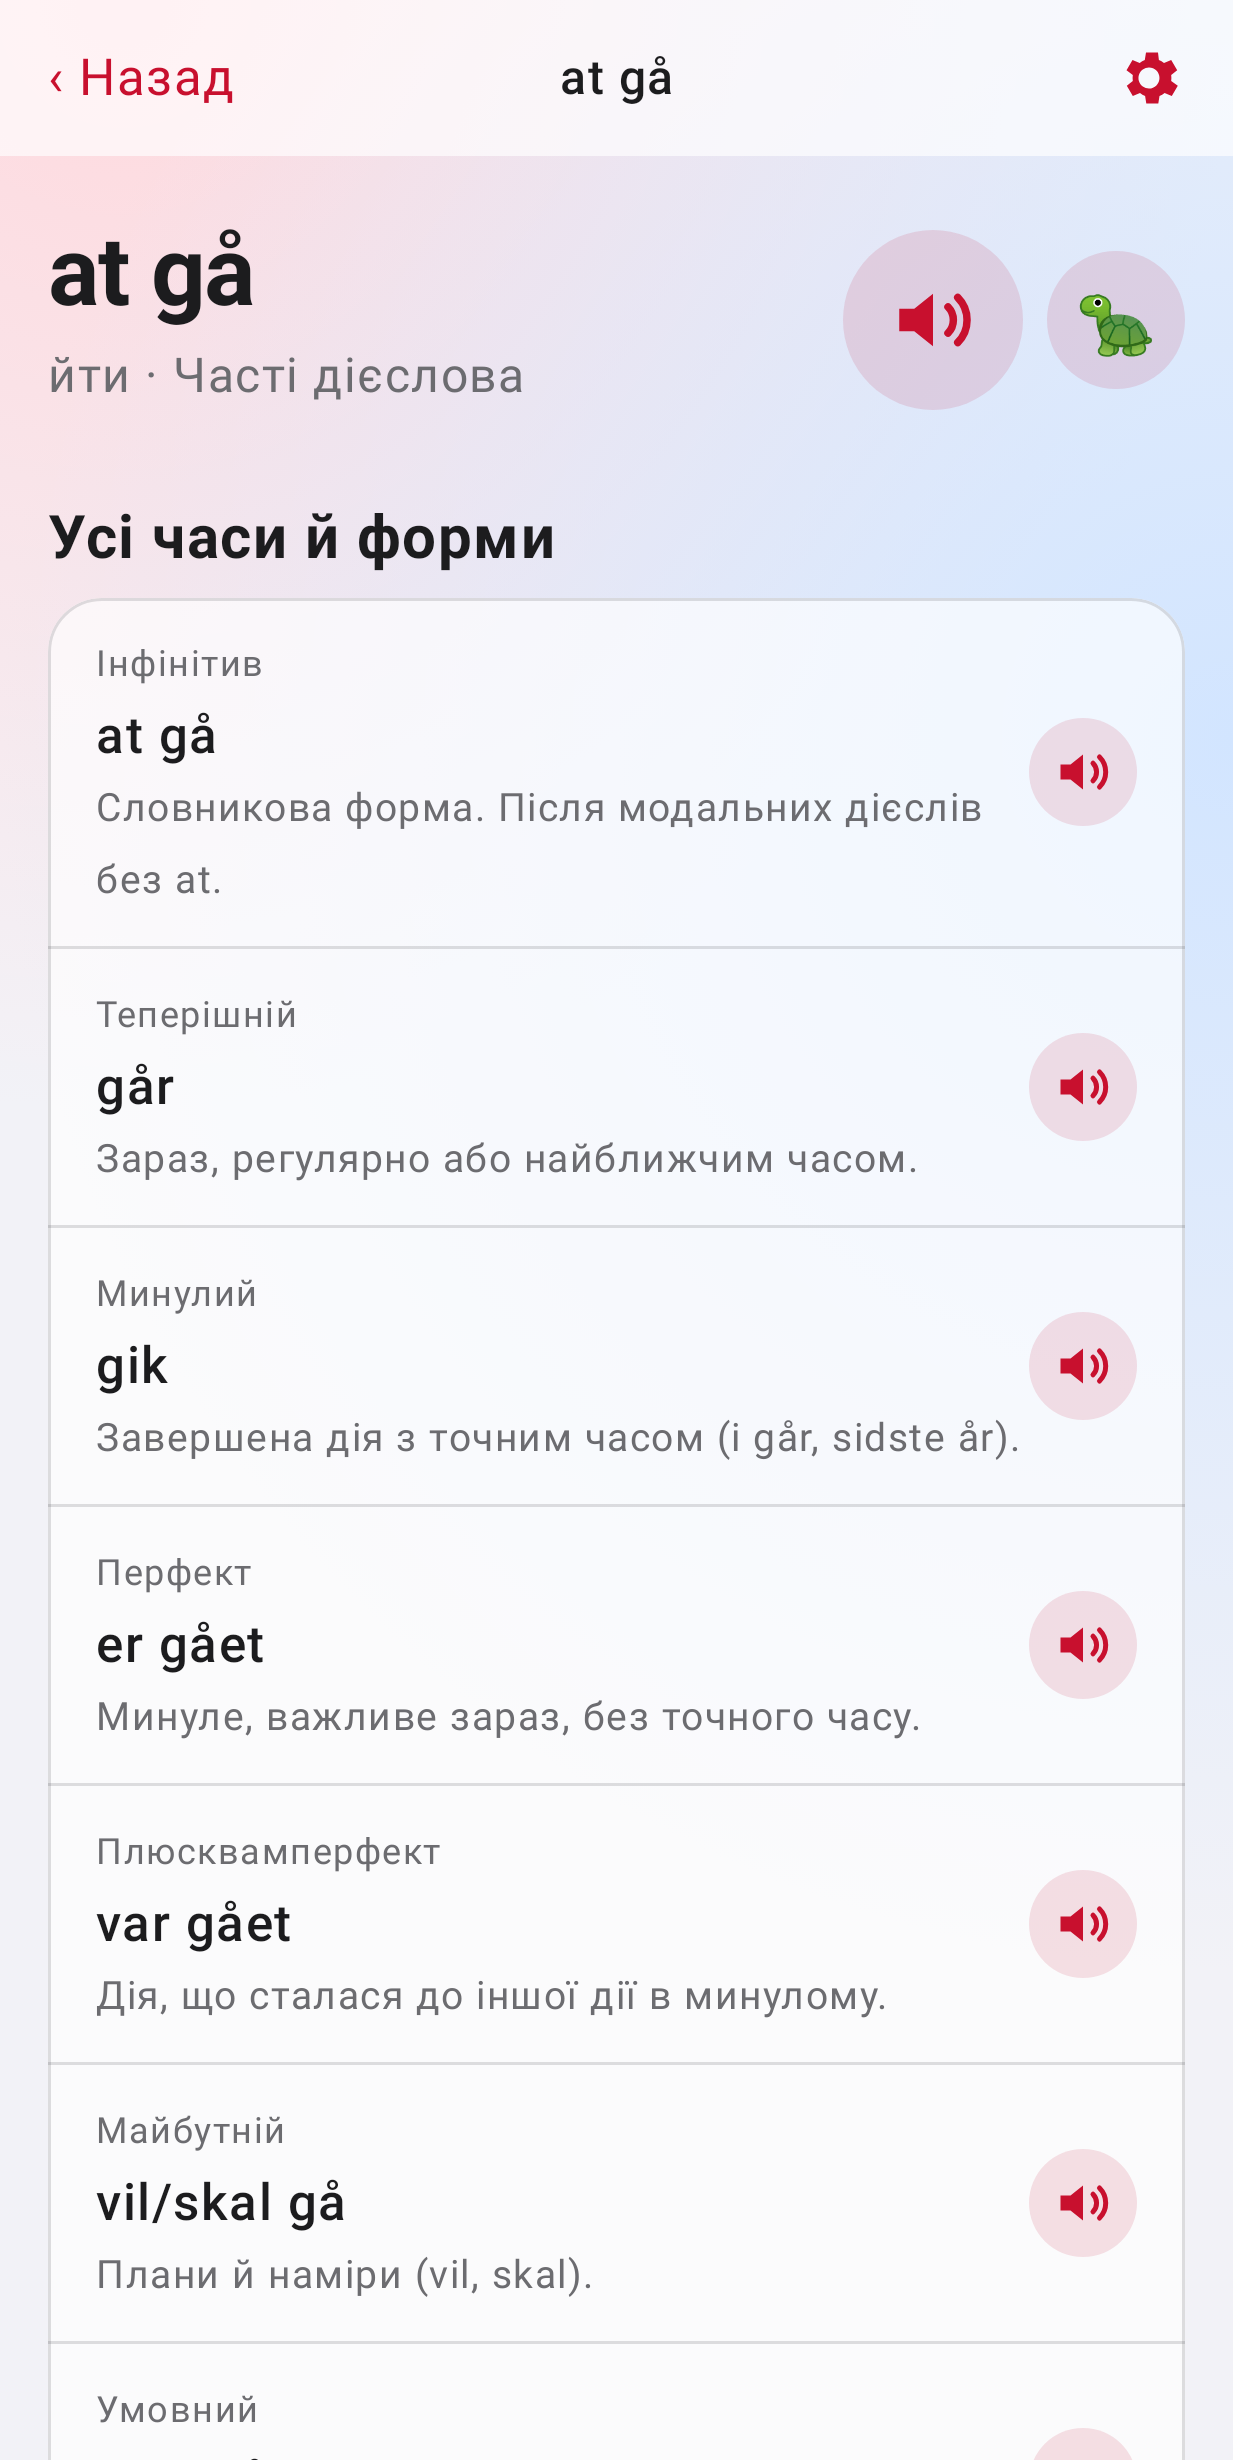 ‹ Назад
at gå
at gå
йти · Часті дієслова
Усі часи й форми
Інфінітив
at gå
Словникова форма. Після модальних дієслів
без at.
Теперішній
går
Зараз, регулярно або найближчим часом.
Минулий
gik
Завершена дія з точним часом (i går, sidste år).
Перфект
er gået
Минуле, важливе зараз, без точного часу.
Плюсквамперфект
var gået
Дія, що сталася до іншої дії в минулому.
Майбутній
vil/skal gå
Плани й наміри (vil, skal).
Умовний